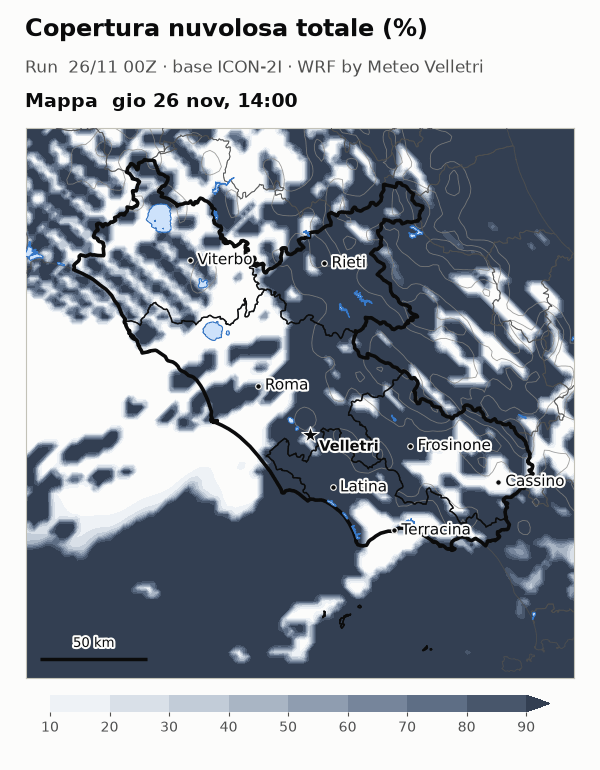 Copertura nuvolosa totale (%)
Run  26/11 00Z · base ICON-2I · WRF by Meteo Velletri
Mappa  gio 26 nov, 14:00
Viterbo
Rieti
Roma
Velletri
Frosinone
Cassino
Latina
Terracina
50 km
10 20 30 40 50 60 70 80 90